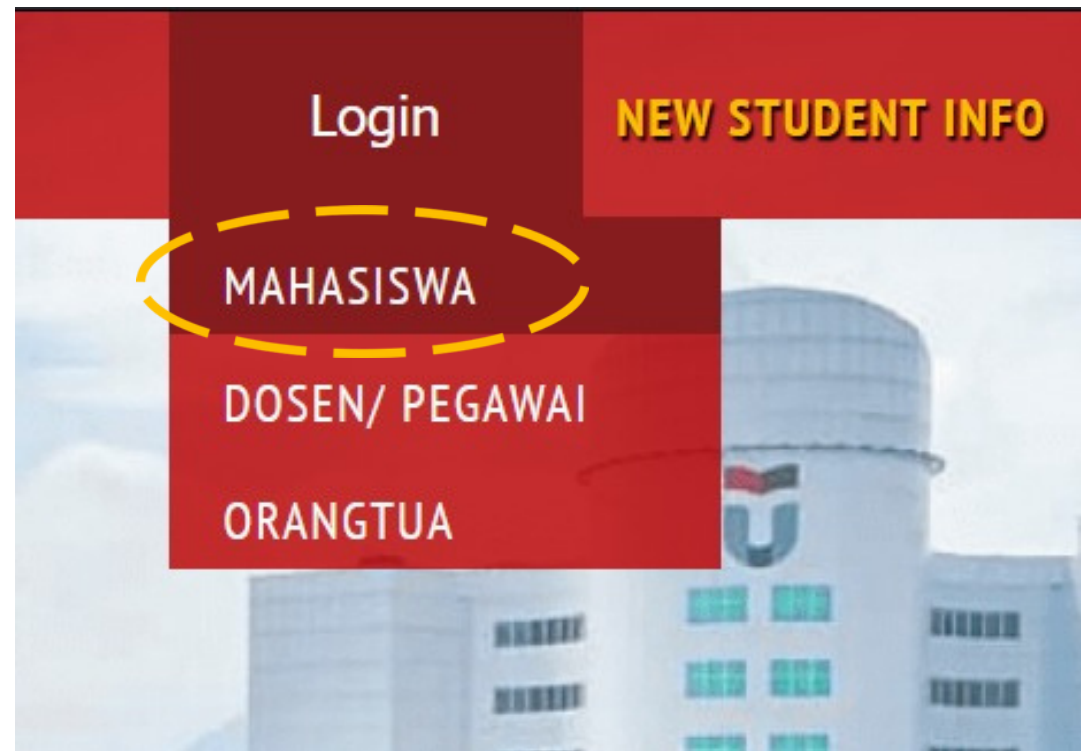 Login
NEW STUDENT INFO
MAHASISWA
DOSEN/ PEGAWAI
ORANGTUA